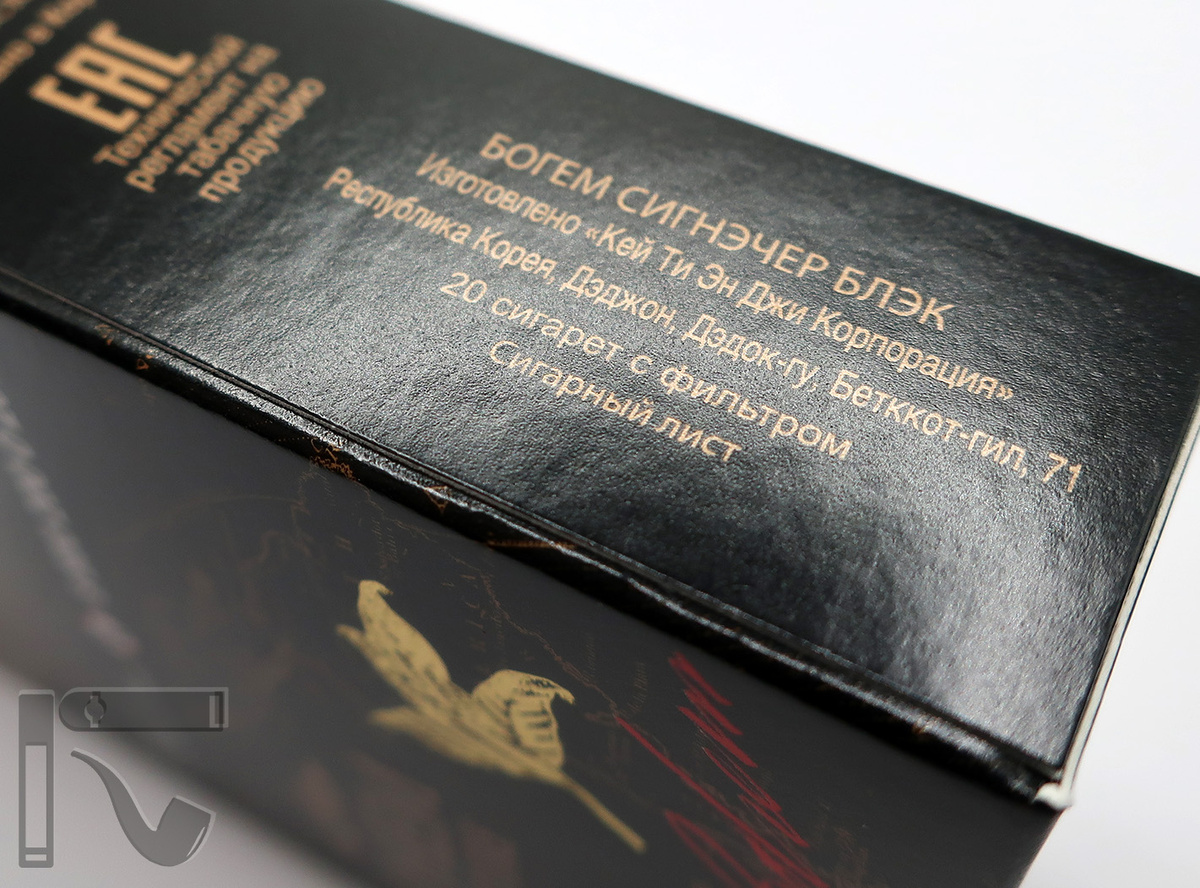 ЕАС
Технический
регламент на
табачную
продукцию
БОГЕМ СИГНЭЧЕР БЛЭК
Изготовлено «Кей Ти Эн Джи Корпорация»
Республика Корея, Дэджон, Дэдок-гу, Беткkот-гил, 71
20 сигарет с фильтром
Сигарный лист